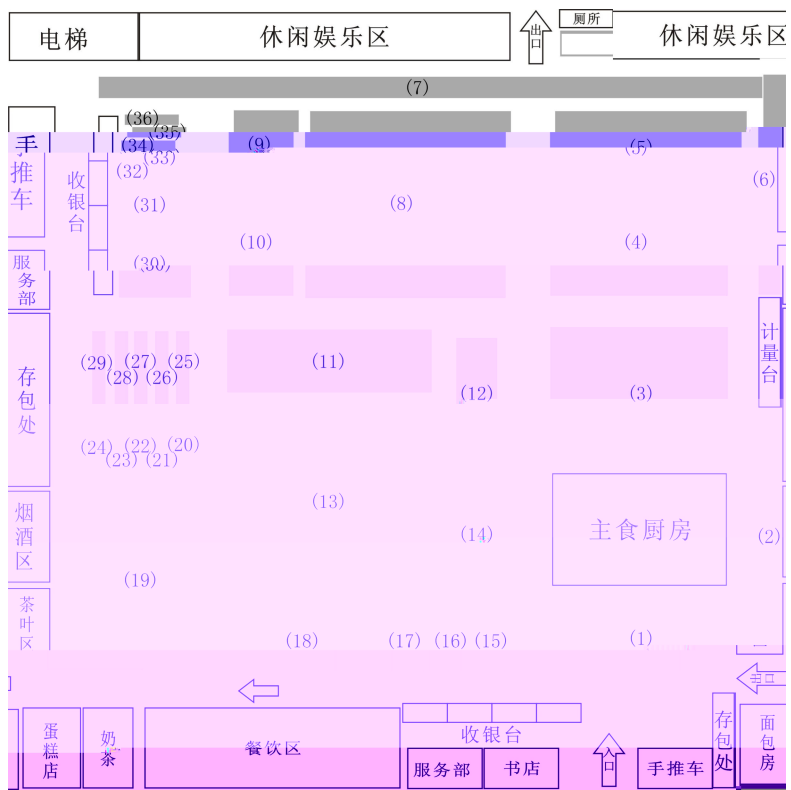 电梯
休闲娱乐区
出口
厕所
休闲娱乐区
(7)
(36)
(35)
(34)
(33)
(9)
(5)
手推车
收银台
(32)
(31)
(8)
(6)
(10)
(4)
(30)
服务部
计量台
(29)
(27)
(25)
(28)
(26)
(11)
(12)
(3)
存包处
(24)
(22)
(20)
(23)
(21)
(13)
(14)
主食厨房
(2)
烟酒区
(19)
茶叶区
(18)
(17)
(16)
(15)
(1)
出口
蛋糕店
奶茶
餐饮区
收银台
服务部
书店
入口
手推车
存包处
面包房